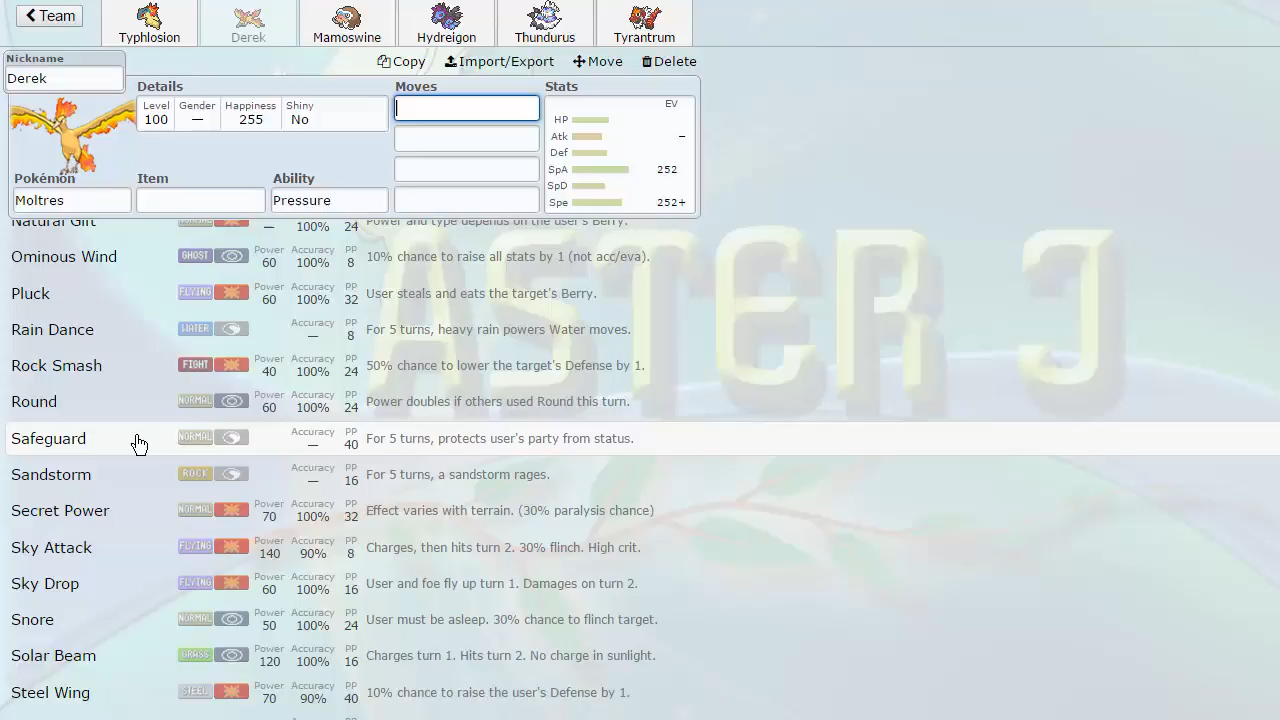 Team
Typhlosion
Derek
Mamoswine
Hydreigon
Thundurus
Tyrantrum
Nickname
Derek
Copy
Import/Export
Move
Delete
Details
Level
100
Gender
—
Happiness
255
Shiny
No
Pokémon
Moltres
Item
Ability
Pressure
Moves
Stats
EV
HP
Atk –
Def
SpA 252
SpD
Spe 252+
Natural Gift — 100% 24 Power and type depends on the user's Berry.
Ominous Wind GHOST Power 60 Accuracy 100% PP 8 10% chance to raise all stats by 1 (not acc/eva).
Pluck FLYING Power 60 Accuracy 100% PP 32 User steals and eats the target's Berry.
Rain Dance WATER Accuracy — PP 8 For 5 turns, heavy rain powers Water moves.
Rock Smash FIGHT Power 40 Accuracy 100% PP 24 50% chance to lower the target's Defense by 1.
Round NORMAL Power 60 Accuracy 100% PP 24 Power doubles if others used Round this turn.
Safeguard NORMAL Accuracy — PP 40 For 5 turns, protects user's party from status.
Sandstorm ROCK Accuracy — PP 16 For 5 turns, a sandstorm rages.
Secret Power NORMAL Power 70 Accuracy 100% PP 32 Effect varies with terrain. (30% paralysis chance)
Sky Attack FLYING Power 140 Accuracy 90% PP 8 Charges, then hits turn 2. 30% flinch. High crit.
Sky Drop FLYING Power 60 Accuracy 100% PP 16 User and foe fly up turn 1. Damages on turn 2.
Snore NORMAL Power 50 Accuracy 100% PP 24 User must be asleep. 30% chance to flinch target.
Solar Beam GRASS Power 120 Accuracy 100% PP 16 Charges turn 1. Hits turn 2. No charge in sunlight.
Steel Wing STEEL Power 70 Accuracy 90% PP 40 10% chance to raise the user's Defense by 1.
ASTER J